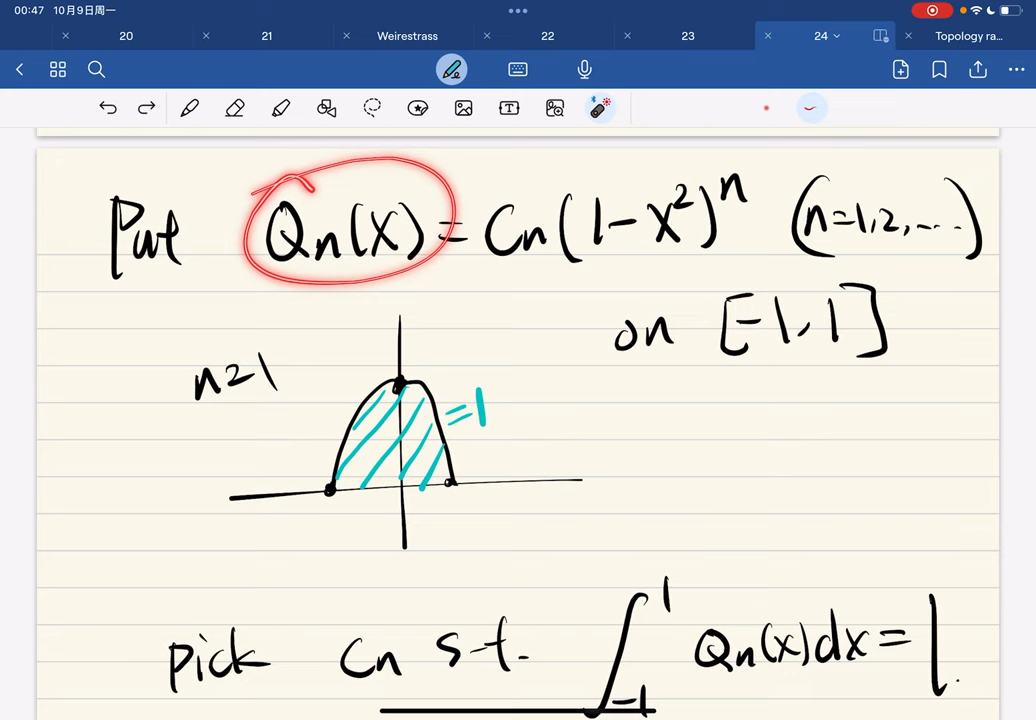 00:47 10月9日周一
20 21 Weirestrass 22 23 24 Topology ra...
Put Qn(x) = Cn(1-x²)ⁿ (n=1,2,....)
on [-1,1]
n=1
=1
pick Cn s.t. ∫₋₁¹ Qn(x)dx = 1.